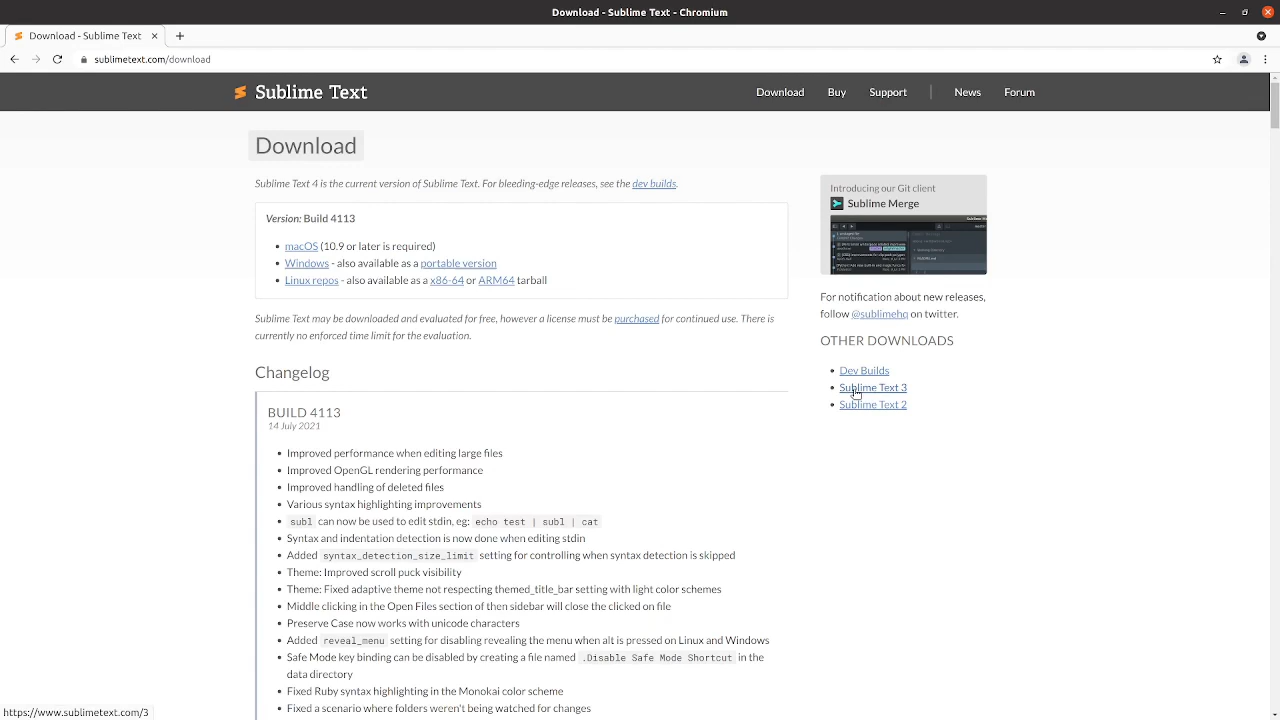 Download - Sublime Text - Chromium
Download - Sublime Text
sublimetext.com/download
Sublime Text
Download Buy Support | News Forum
Download
Sublime Text 4 is the current version of Sublime Text. For bleeding-edge releases, see the dev builds.
Version: Build 4113
macOS (10.9 or later is required)
Windows - also available as a portable version
Linux repos - also available as a x86-64 or ARM64 tarball
Sublime Text may be downloaded and evaluated for free, however a license must be purchased for continued use. There is
currently no enforced time limit for the evaluation.
Introducing our Git client
Sublime Merge
For notification about new releases,
follow @sublimehq on twitter.
OTHER DOWNLOADS
Dev Builds
Sublime Text 3
Sublime Text 2
Changelog
BUILD 4113
14 July 2021
Improved performance when editing large files
Improved OpenGL rendering performance
Improved handling of deleted files
Various syntax highlighting improvements
subl can now be used to edit stdin, eg: echo test | subl | cat
Syntax and indentation detection is now done when editing stdin
Added syntax_detection_size_limit setting for controlling when syntax detection is skipped
Theme: Improved scroll puck visibility
Theme: Fixed adaptive theme not respecting themed_title_bar setting with light color schemes
Middle clicking in the Open Files section of then sidebar will close the clicked on file
Preserve Case now works with unicode characters
Added reveal_menu setting for disabling revealing the menu when alt is pressed on Linux and Windows
Safe Mode key binding can be disabled by creating a file named .Disable Safe Mode Shortcut in the
data directory
Fixed Ruby syntax highlighting in the Monokai color scheme
Fixed a scenario where folders weren't being watched for changes
https://www.sublimetext.com/3